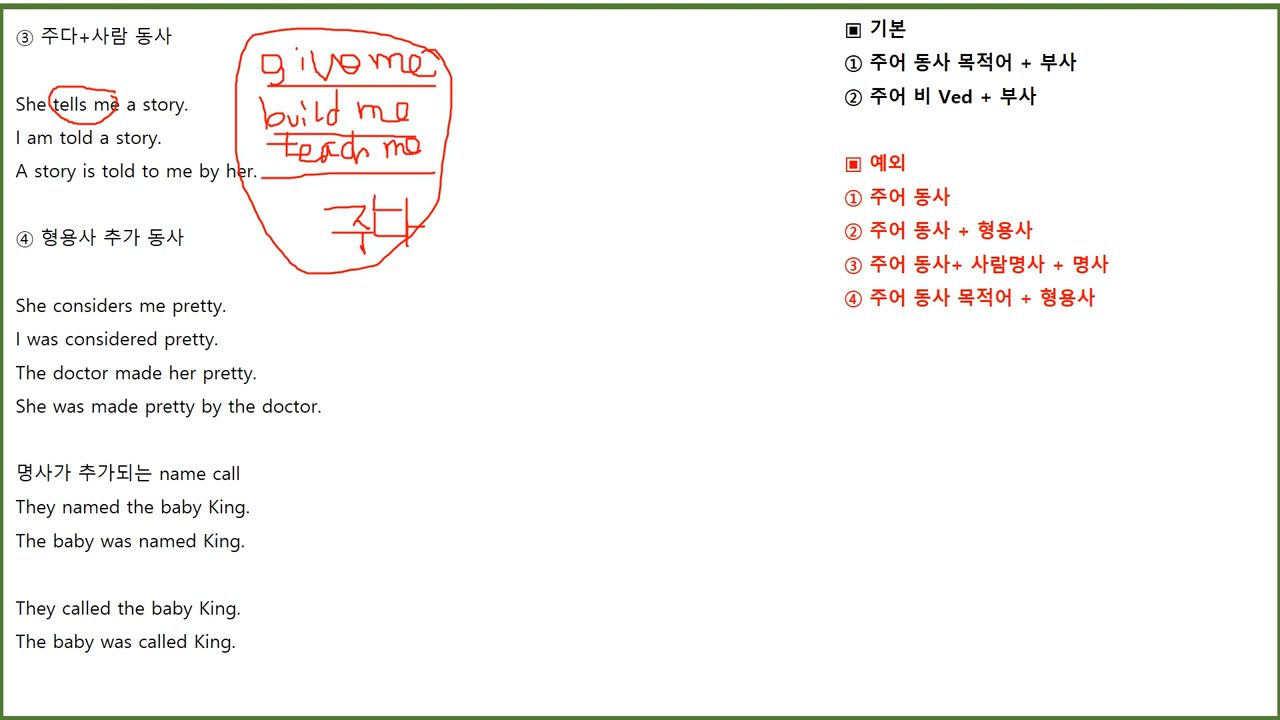 ③ 주다+사람 동사
She tells me a story.
I am told a story.
A story is told to me by her.
give me
build me
teach me
주다
④ 형용사 추가 동사
She considers me pretty.
I was considered pretty.
The doctor made her pretty.
She was made pretty by the doctor.
명사가 추가되는 name call
They named the baby King.
The baby was named King.
They called the baby King.
The baby was called King.
▣ 기본
① 주어 동사 목적어 + 부사
② 주어 비 Ved + 부사
▣ 예외
① 주어 동사
② 주어 동사 + 형용사
③ 주어 동사+ 사람명사 + 명사
④ 주어 동사 목적어 + 형용사